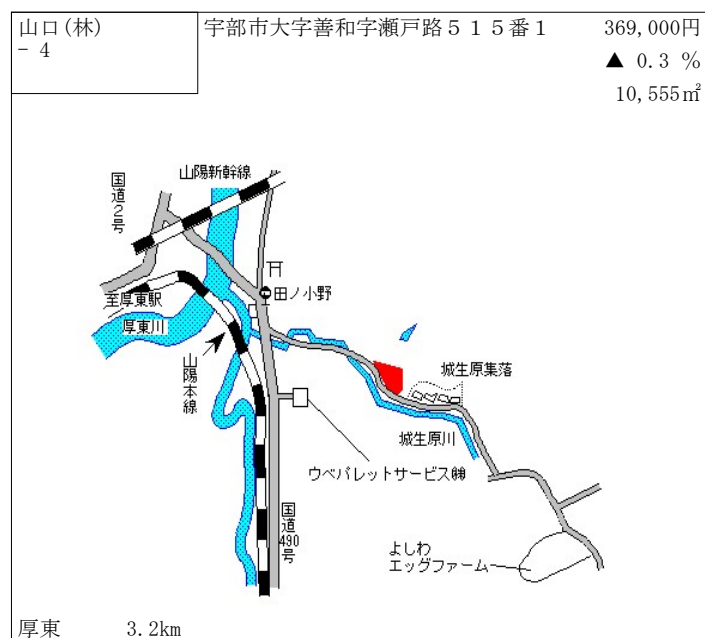 山口(林)
－ 4
宇部市大字善和字瀬戸路５１５番１
369,000円
▲ 0.3 %
10,555㎡
山陽新幹線
国道２号
田ノ小野
至厚東駅
厚東川
山陽本線
城生原集落
城生原川
ウベパレットサービス㈱
国道490号
よしわ
エッグファーム
厚東 3.2km